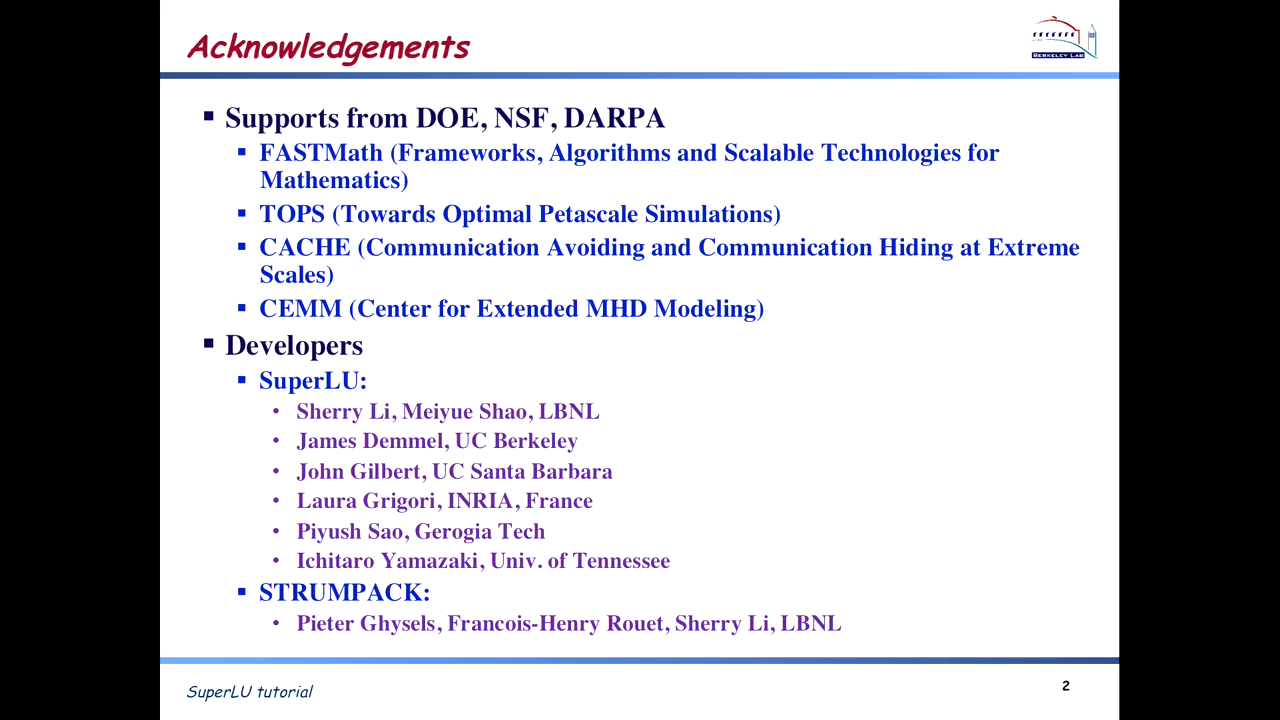 Acknowledgements
BERKELEY LAB
▪ Supports from DOE, NSF, DARPA
▪ FASTMath (Frameworks, Algorithms and Scalable Technologies for
Mathematics)
▪ TOPS (Towards Optimal Petascale Simulations)
▪ CACHE (Communication Avoiding and Communication Hiding at Extreme
Scales)
▪ CEMM (Center for Extended MHD Modeling)
▪ Developers
▪ SuperLU:
• Sherry Li, Meiyue Shao, LBNL
• James Demmel, UC Berkeley
• John Gilbert, UC Santa Barbara
• Laura Grigori, INRIA, France
• Piyush Sao, Gerogia Tech
• Ichitaro Yamazaki, Univ. of Tennessee
▪ STRUMPACK:
• Pieter Ghysels, Francois-Henry Rouet, Sherry Li, LBNL
SuperLU tutorial
2